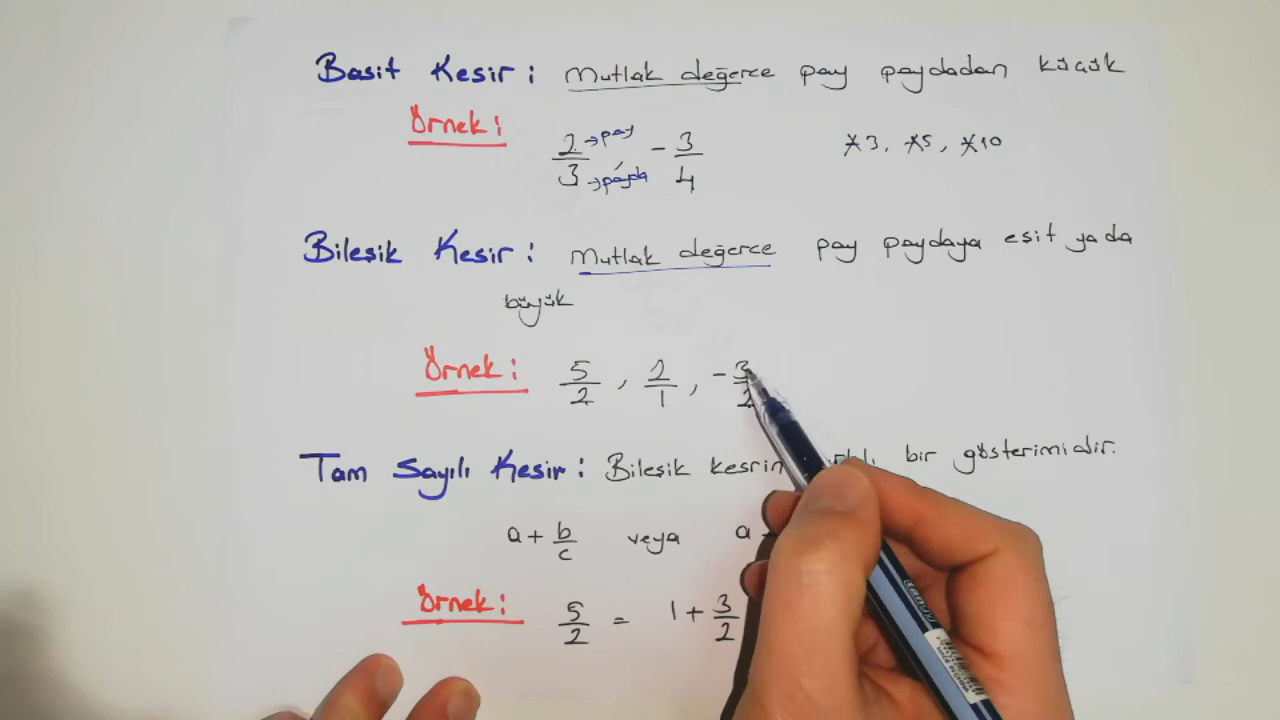 Basit Kesir: Mutlak değerce pay paydadan küçük
Örnek: 2/3 → pay → payda - 3/4 *3, *5, *10
Bileşik Kesir: Mutlak değerce pay paydaya eşit yada
büyük
Örnek: 5/2 , 2/1 , - 3/2
Tam Sayılı Kesir: Bileşik kesrin bir gösterimidir.
a + b/c veya a
Örnek: 5/2 = 1 + 3/2